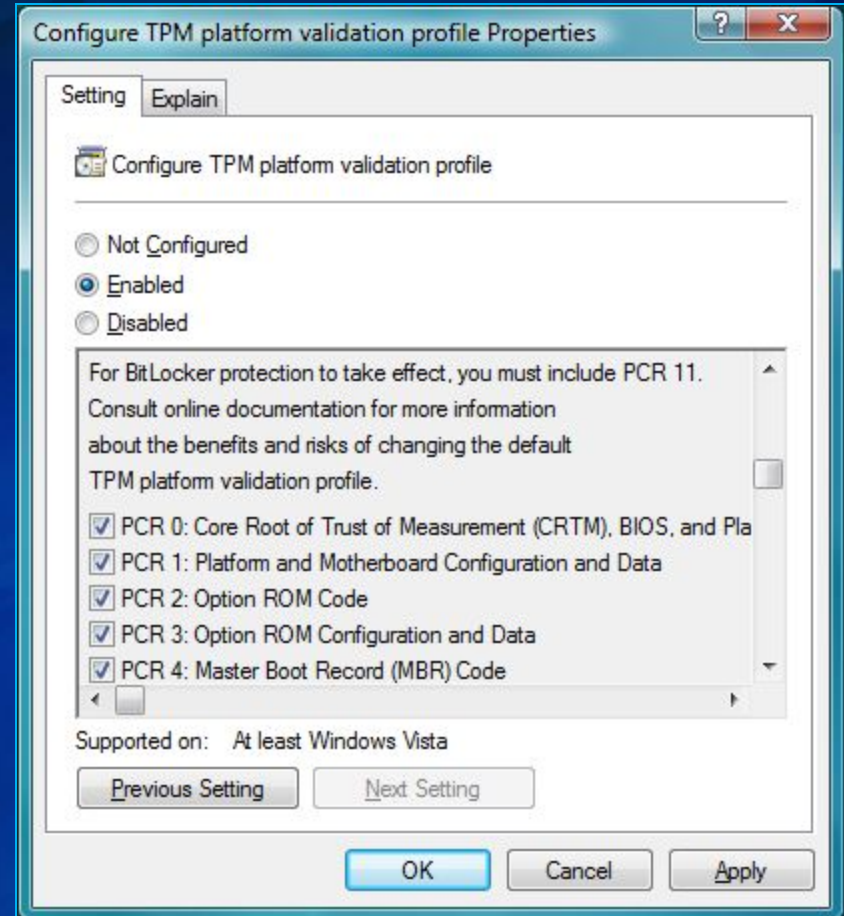 Configure TPM platform validation profile Properties
?
X
Setting
Explain
Configure TPM platform validation profile
Not Configured
Enabled
Disabled
For BitLocker protection to take effect, you must include PCR 11.
Consult online documentation for more information
about the benefits and risks of changing the default
TPM platform validation profile.
PCR 0: Core Root of Trust of Measurement (CRTM), BIOS, and Pla
PCR 1: Platform and Motherboard Configuration and Data
PCR 2: Option ROM Code
PCR 3: Option ROM Configuration and Data
PCR 4: Master Boot Record (MBR) Code
Supported on: At least Windows Vista
Previous Setting
Next Setting
OK
Cancel
Apply